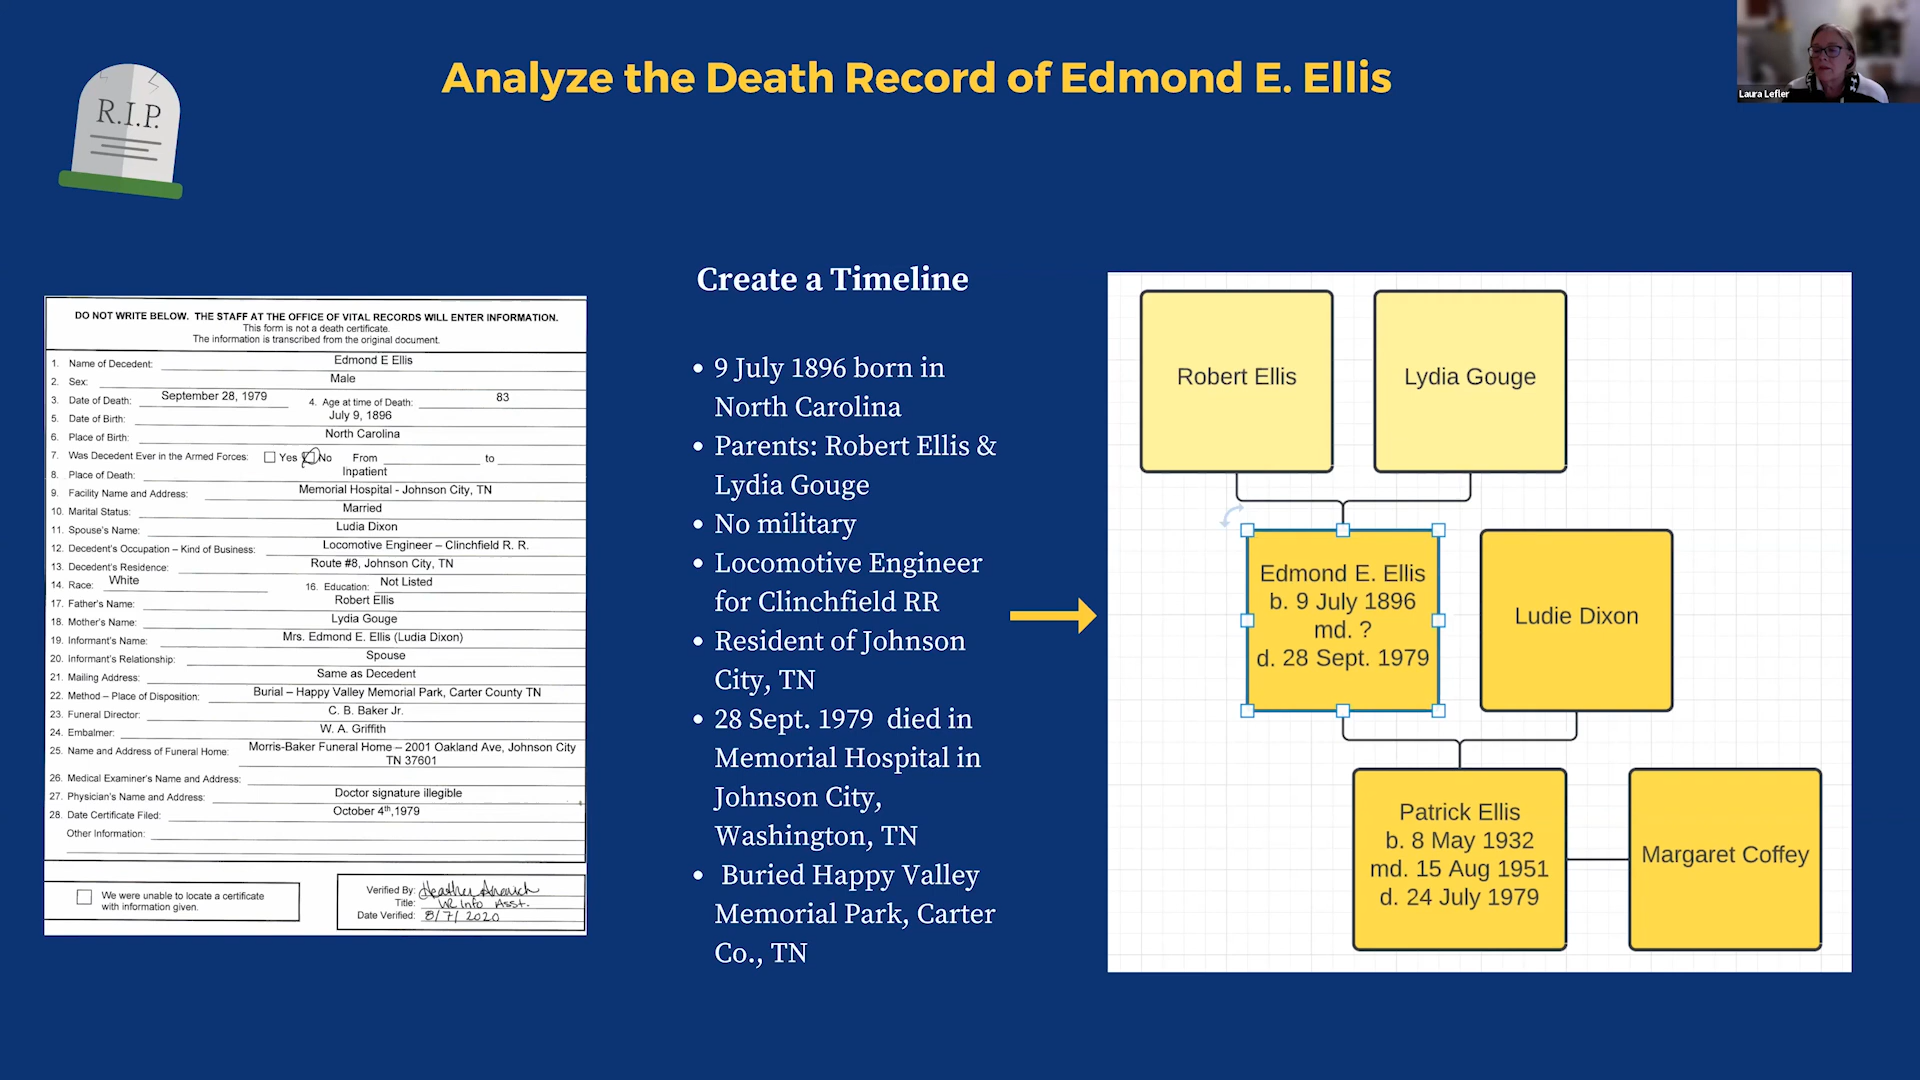 Analyze the Death Record of Edmond E. Ellis
Laura Lefler
R.I.P.
DO NOT WRITE BELOW. THE STAFF AT THE OFFICE OF VITAL RECORDS WILL ENTER INFORMATION.
This form is not a death certificate.
The information is transcribed from the original document.
1. Name of Decedent: Edmond E Ellis
2. Sex: Male
3. Date of Death: September 28, 1979 4. Age at time of Death: 83
5. Date of Birth: July 9, 1896
6. Place of Birth: North Carolina
7. Was Decedent Ever in the Armed Forces: Yes No From to
8. Place of Death: Inpatient
9. Facility Name and Address: Memorial Hospital - Johnson City, TN
10. Marital Status: Married
11. Spouse's Name: Ludia Dixon
12. Decedent's Occupation – Kind of Business: Locomotive Engineer – Clinchfield R. R.
13. Decedent's Residence: Route #8, Johnson City, TN
14. Race: White 16. Education: Not Listed
17. Father's Name: Robert Ellis
18. Mother's Name: Lydia Gouge
19. Informant's Name: Mrs. Edmond E. Ellis (Ludia Dixon)
20. Informant's Relationship: Spouse
21. Mailing Address: Same as Decedent
22. Method – Place of Disposition: Burial – Happy Valley Memorial Park, Carter County TN
23. Funeral Director: C. B. Baker Jr.
24. Embalmer: W. A. Griffith
25. Name and Address of Funeral Home: Morris-Baker Funeral Home – 2001 Oakland Ave, Johnson City
TN 37601
26. Medical Examiner's Name and Address:
27. Physician's Name and Address: Doctor signature illegible
28. Date Certificate Filed: October 4th, 1979
Other Information:
We were unable to locate a certificate
with information given.
Verified By: Heather
Title: VR Info Asst.
Date Verified: 8/7/2020
Create a Timeline
• 9 July 1896 born in
North Carolina
• Parents: Robert Ellis &
Lydia Gouge
• No military
• Locomotive Engineer
for Clinchfield RR
• Resident of Johnson
City, TN
• 28 Sept. 1979 died in
Memorial Hospital in
Johnson City,
Washington, TN
• Buried Happy Valley
Memorial Park, Carter
Co., TN
Robert Ellis
Lydia Gouge
Edmond E. Ellis
b. 9 July 1896
md. ?
d. 28 Sept. 1979
Ludie Dixon
Patrick Ellis
b. 8 May 1932
md. 15 Aug 1951
d. 24 July 1979
Margaret Coffey